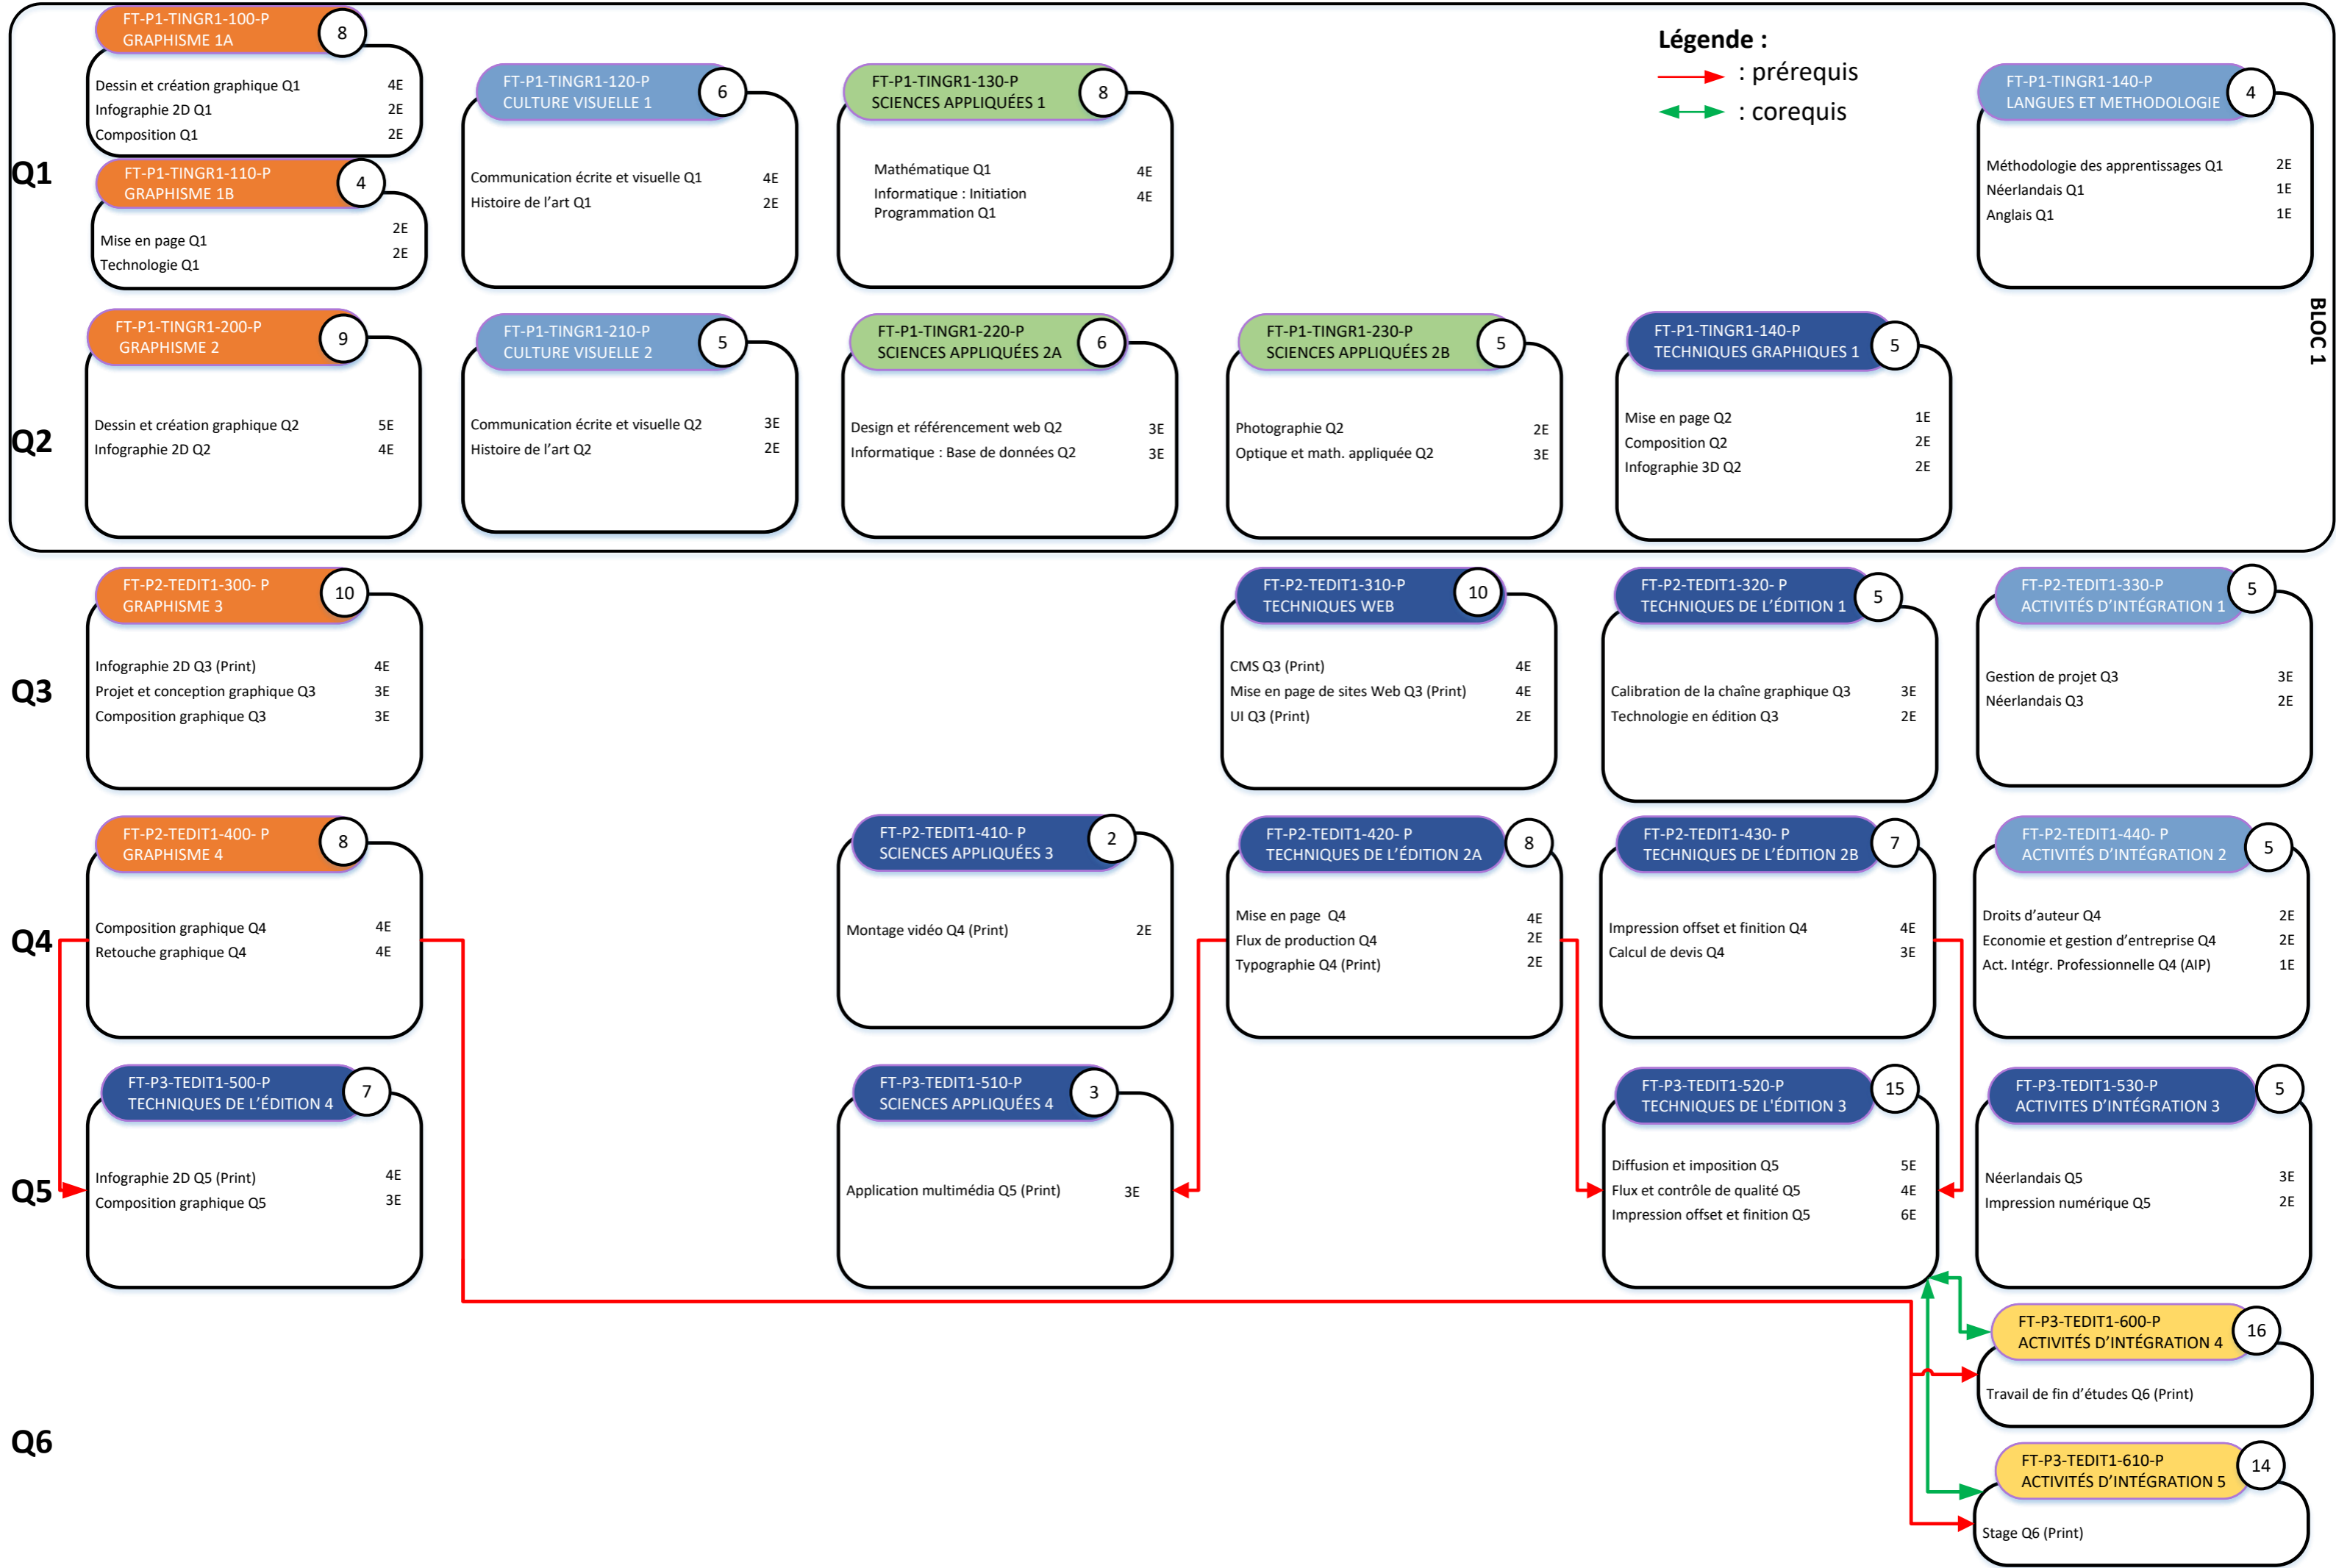 FT-P1-TINGR1-100-P
GRAPHISME 1A
8
Dessin et création graphique Q1 4E
Infographie 2D Q1 2E
Composition Q1 2E
FT-P1-TINGR1-120-P
CULTURE VISUELLE 1
6
Communication écrite et visuelle Q1 4E
Histoire de l’art Q1 2E
FT-P1-TINGR1-130-P
SCIENCES APPLIQUÉES 1
8
Mathématique Q1 4E
Informatique : Initiation 4E
Programmation Q1
Légende :
: prérequis
: corequis
FT-P1-TINGR1-140-P
LANGUES ET METHODOLOGIE
4
Méthodologie des apprentissages Q1 2E
Néerlandais Q1 1E
Anglais Q1 1E
Q1
FT-P1-TINGR1-110-P
GRAPHISME 1B
4
2E
Mise en page Q1
2E
Technologie Q1
BLOC 1
FT-P1-TINGR1-200-P
GRAPHISME 2
9
Dessin et création graphique Q2 5E
Infographie 2D Q2 4E
FT-P1-TINGR1-210-P
CULTURE VISUELLE 2
5
Communication écrite et visuelle Q2 3E
Histoire de l’art Q2 2E
FT-P1-TINGR1-220-P
SCIENCES APPLIQUÉES 2A
6
Design et référencement web Q2 3E
Informatique : Base de données Q2 3E
FT-P1-TINGR1-230-P
SCIENCES APPLIQUÉES 2B
5
Photographie Q2 2E
Optique et math. appliquée Q2 3E
FT-P1-TINGR1-140-P
TECHNIQUES GRAPHIQUES 1
5
Mise en page Q2 1E
Composition Q2 2E
Infographie 3D Q2 2E
Q2
FT-P2-TEDIT1-300- P
GRAPHISME 3
10
Infographie 2D Q3 (Print) 4E
Projet et conception graphique Q3 3E
Composition graphique Q3 3E
FT-P2-TEDIT1-310-P
TECHNIQUES WEB
10
CMS Q3 (Print) 4E
Mise en page de sites Web Q3 (Print) 4E
UI Q3 (Print) 2E
FT-P2-TEDIT1-320- P
TECHNIQUES DE L’ÉDITION 1
5
Calibration de la chaîne graphique Q3 3E
Technologie en édition Q3 2E
FT-P2-TEDIT1-330-P
ACTIVITÉS D’INTÉGRATION 1
5
Gestion de projet Q3 3E
Néerlandais Q3 2E
Q3
FT-P2-TEDIT1-400- P
GRAPHISME 4
8
Composition graphique Q4 4E
Retouche graphique Q4 4E
FT-P2-TEDIT1-410- P
SCIENCES APPLIQUÉES 3
2
Montage vidéo Q4 (Print) 2E
FT-P2-TEDIT1-420- P
TECHNIQUES DE L’ÉDITION 2A
8
Mise en page Q4 4E
Flux de production Q4 2E
Typographie Q4 (Print) 2E
FT-P2-TEDIT1-430- P
TECHNIQUES DE L’ÉDITION 2B
7
Impression offset et finition Q4 4E
Calcul de devis Q4 3E
FT-P2-TEDIT1-440- P
ACTIVITÉS D’INTÉGRATION 2
5
Droits d’auteur Q4 2E
Economie et gestion d’entreprise Q4 2E
Act. Intégr. Professionnelle Q4 (AIP) 1E
Q4
FT-P3-TEDIT1-500-P
TECHNIQUES DE L’ÉDITION 4
7
Infographie 2D Q5 (Print) 4E
Composition graphique Q5 3E
FT-P3-TEDIT1-510-P
SCIENCES APPLIQUÉES 4
3
Application multimédia Q5 (Print) 3E
FT-P3-TEDIT1-520-P
TECHNIQUES DE L'ÉDITION 3
15
Diffusion et imposition Q5 5E
Flux et contrôle de qualité Q5 4E
Impression offset et finition Q5 6E
FT-P3-TEDIT1-530-P
ACTIVITES D’INTÉGRATION 3
5
Néerlandais Q5 3E
Impression numérique Q5 2E
Q5
FT-P3-TEDIT1-600-P
ACTIVITÉS D’INTÉGRATION 4
16
Travail de fin d’études Q6 (Print)
Q6
FT-P3-TEDIT1-610-P
ACTIVITÉS D’INTÉGRATION 5
14
Stage Q6 (Print)